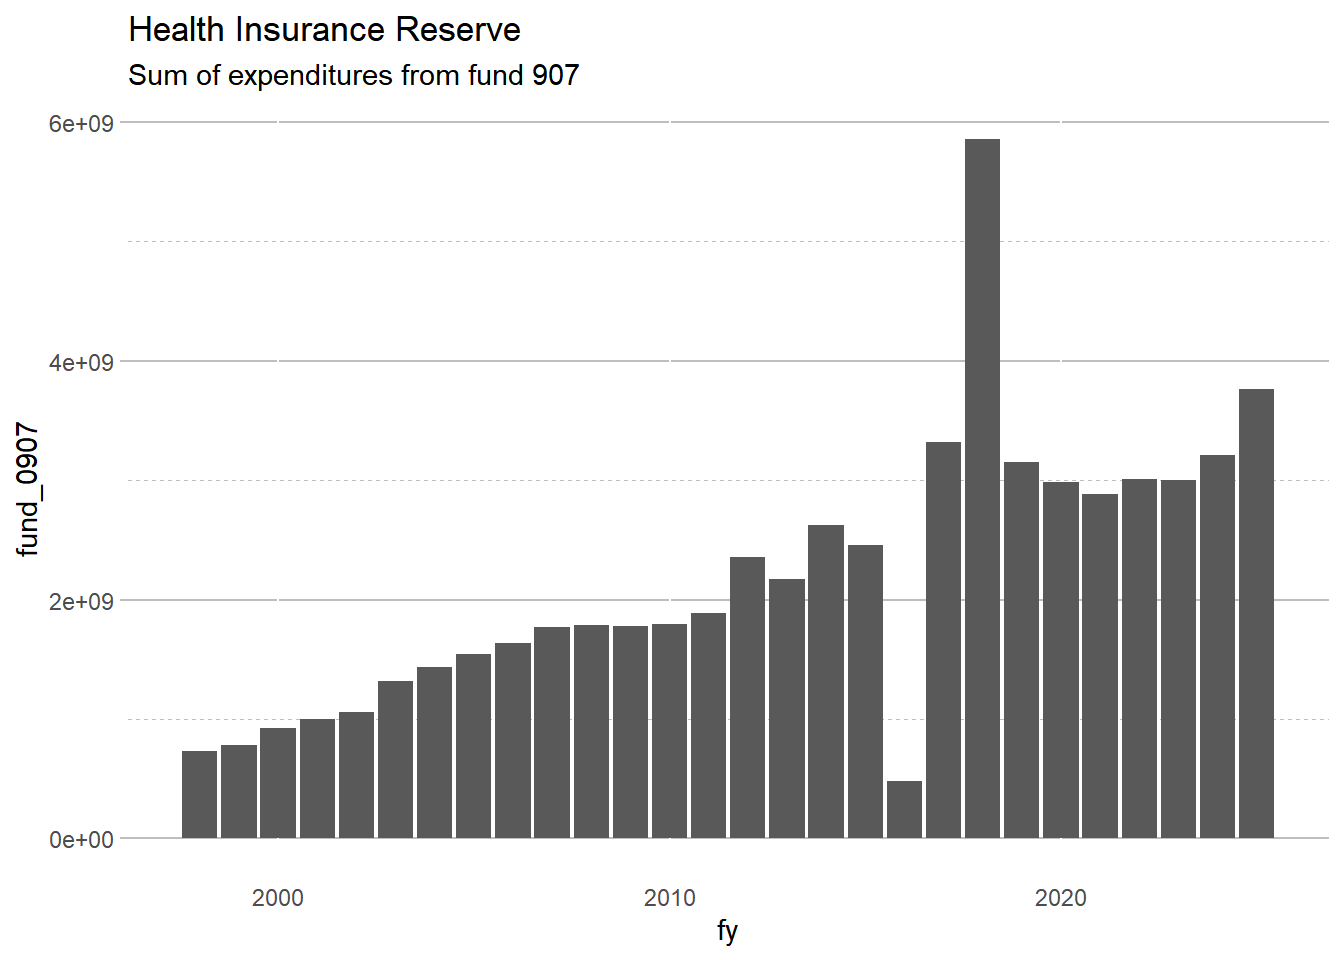 Health Insurance Reserve
Sum of expenditures from fund 907
6e+09
4e+09
2e+09
0e+00
fund_0907
2000 2010 2020
fy